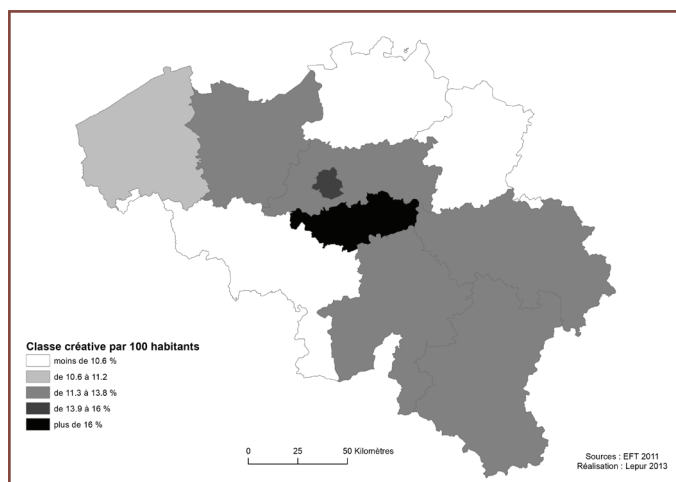 Classe créative par 100 habitants
moins de 10.6 %
de 10.6 à 11.2
de 11.3 à 13.8 %
de 13.9 à 16 %
plus de 16 %
0 25 50 Kilomètres
Sources : EFT 2011
Réalisation : Lepur 2013